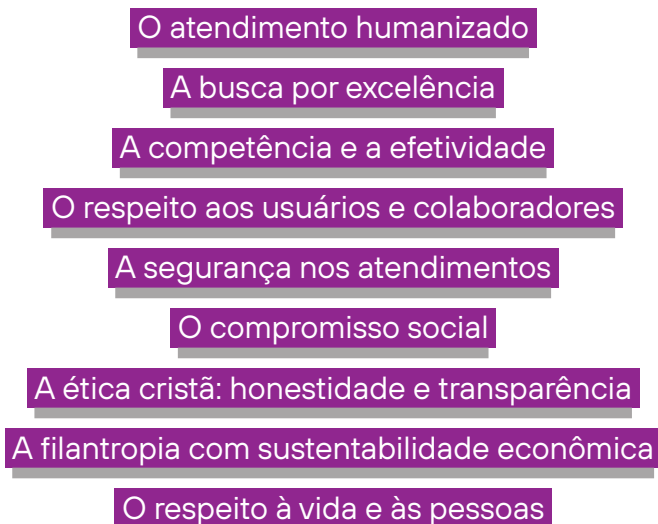 O atendimento humanizado
A busca por excelência
A competência e a efetividade
O respeito aos usuários e colaboradores
A segurança nos atendimentos
O compromisso social
A ética cristã: honestidade e transparência
A filantropia com sustentabilidade econômica
O respeito à vida e às pessoas